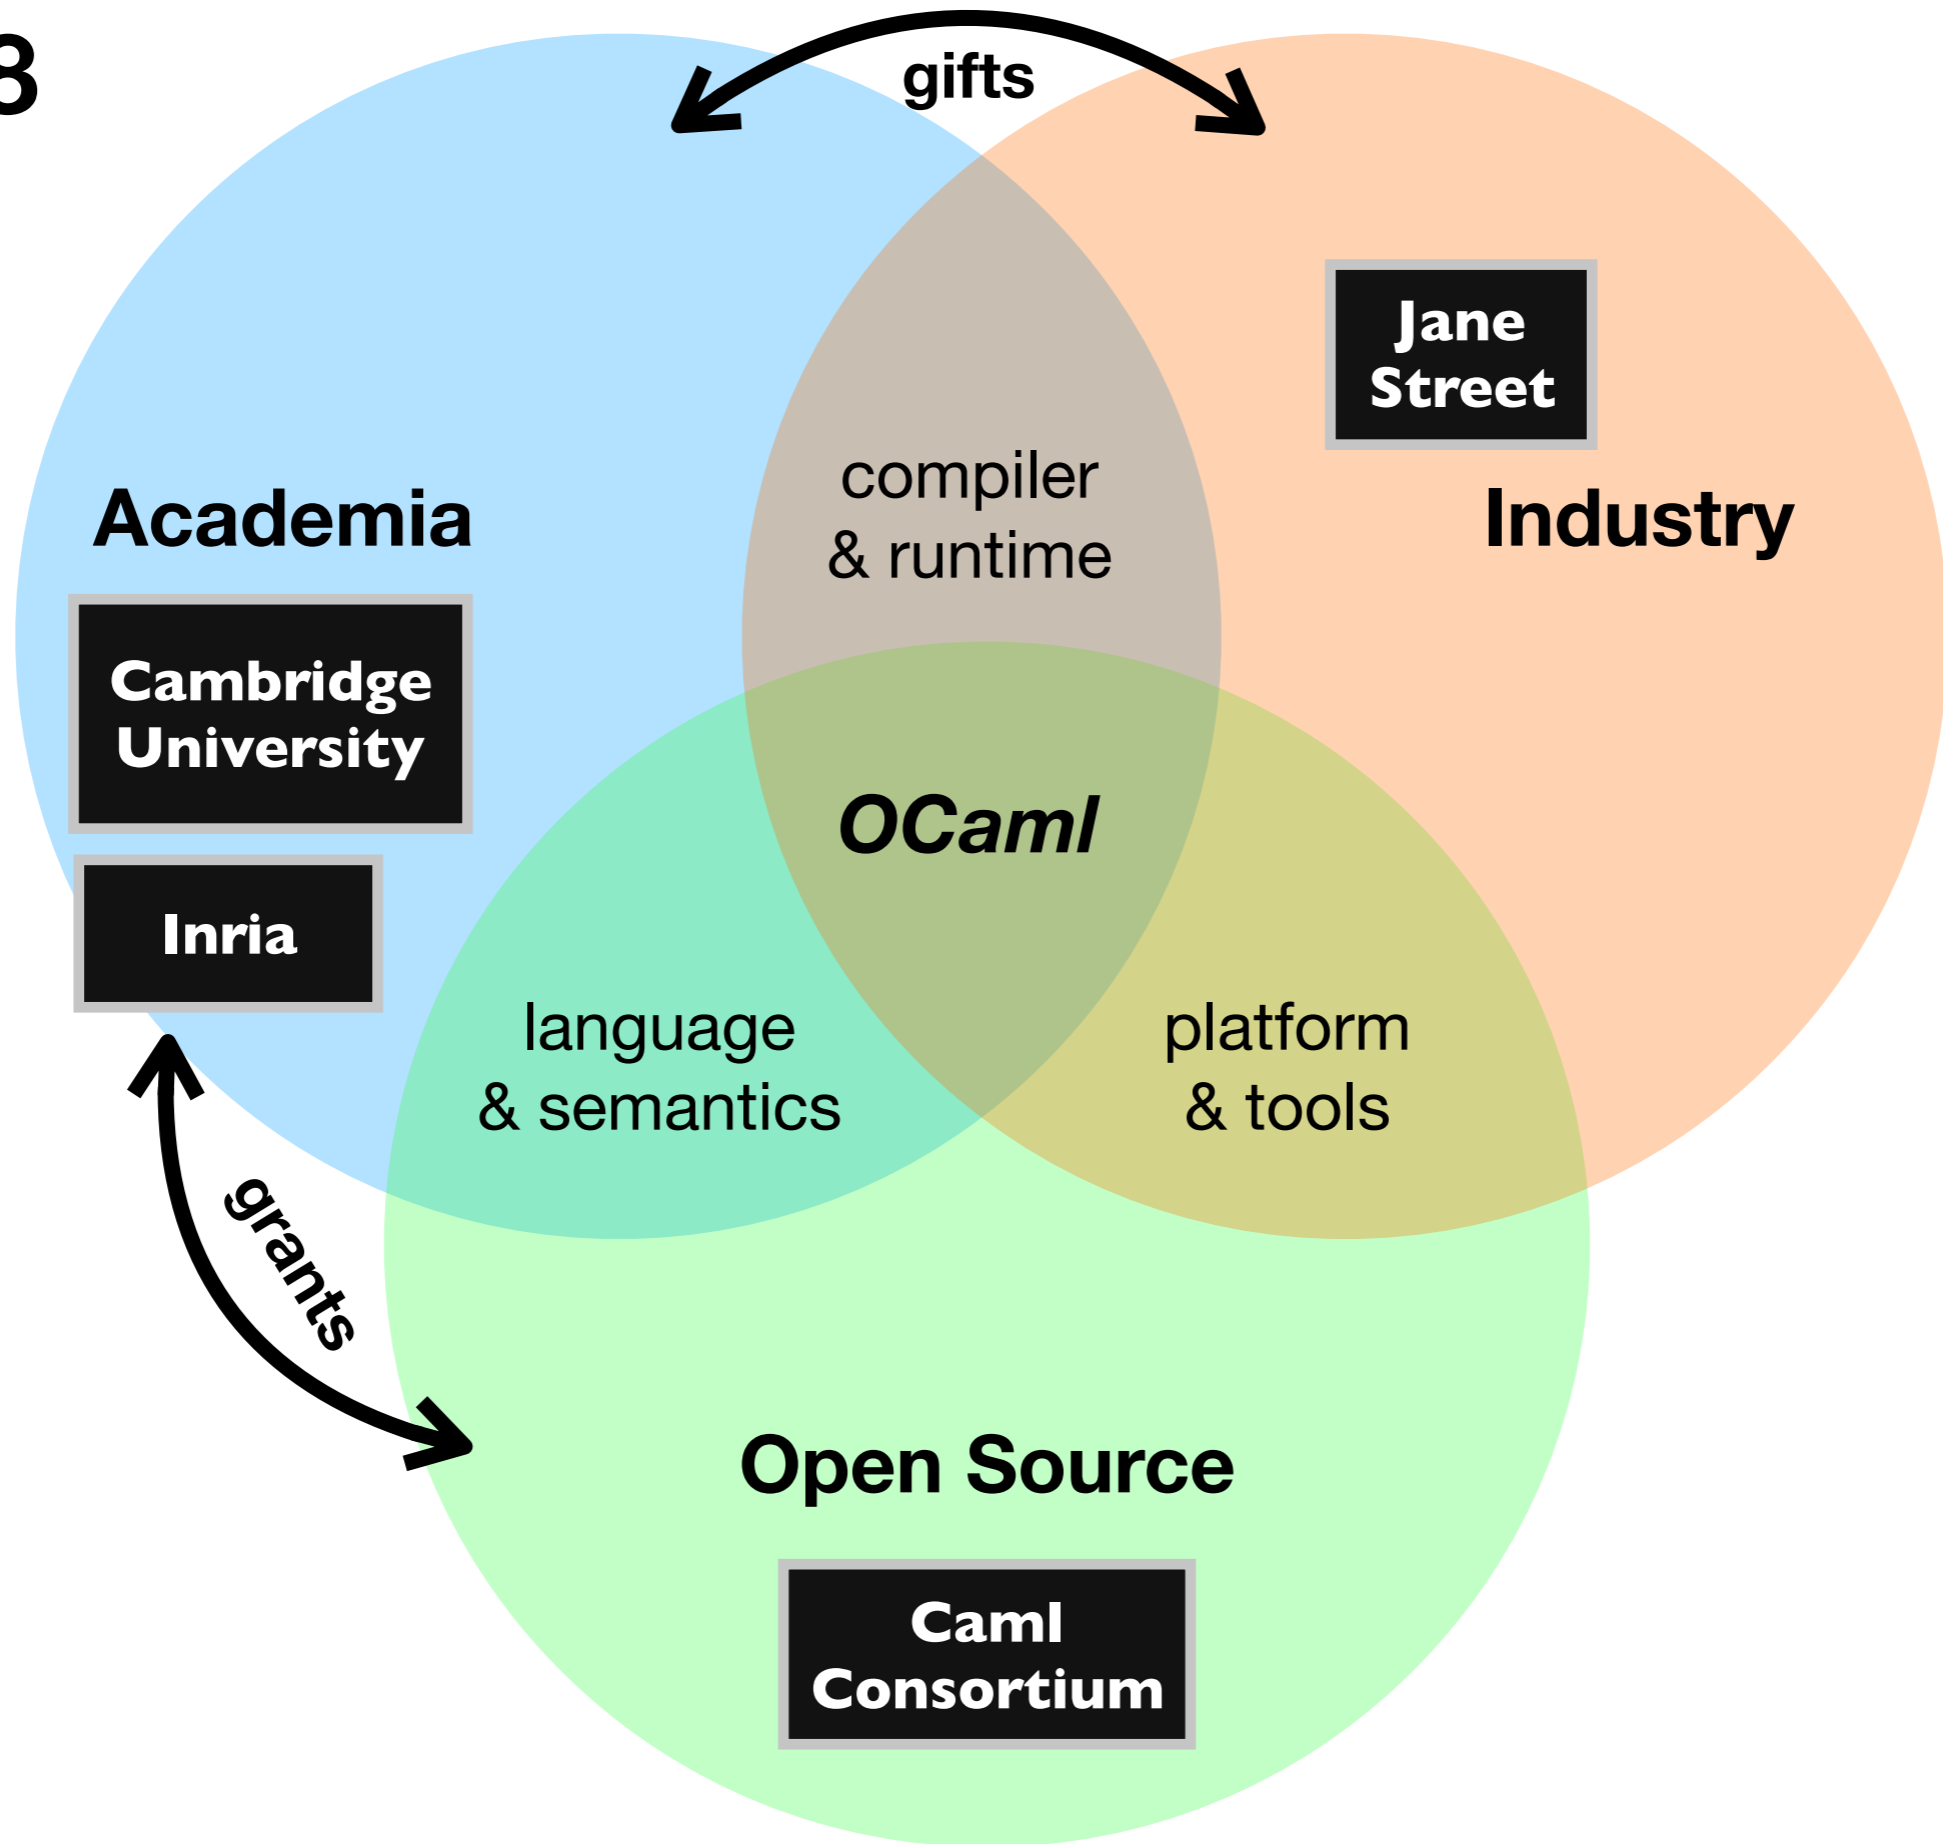 3
gifts
Jane
Street
compiler
& runtime
Academia
Industry
Cambridge
University
OCaml
Inria
language
& semantics
platform
& tools
grants
Open Source
Caml
Consortium